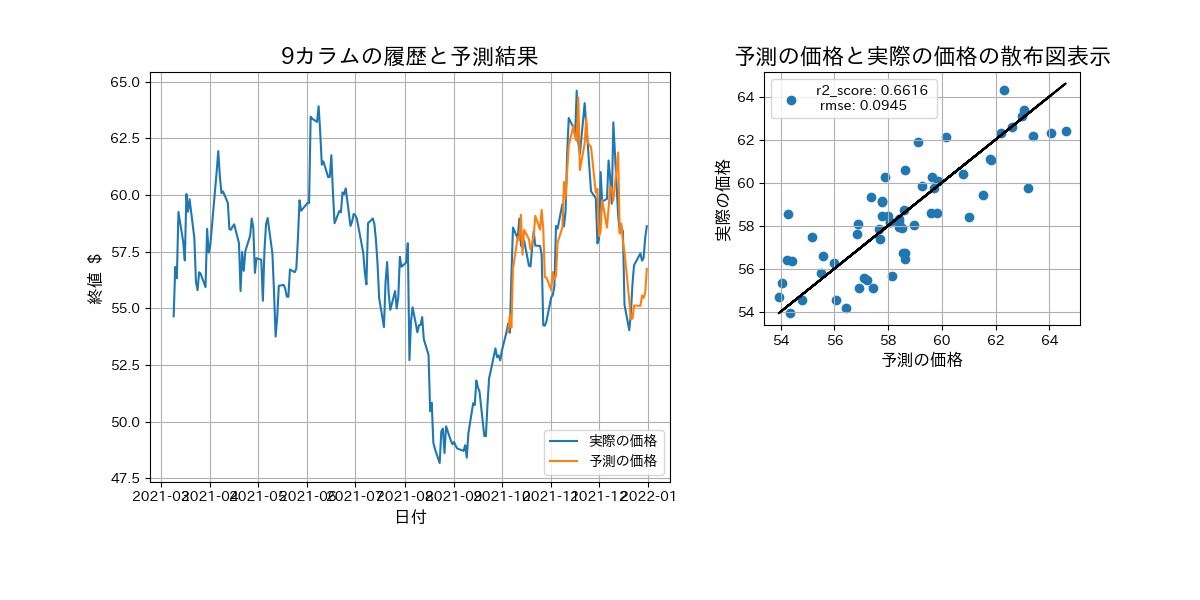 9カラムの履歴と予測結果
65.0
62.5
60.0
57.5
55.0
52.5
50.0
47.5
終値 $
実際の価格
予測の価格
2021-03 2021-04 2021-05 2021-06 2021-07 2021-08 2021-09 2021-10 2021-11 2021-12 2022-01
日付
予測の価格と実際の価格の散布図表示
r2_score: 0.6616
rmse: 0.0945
64
62
60
58
56
54
実際の価格
54 56 58 60 62 64
予測の価格